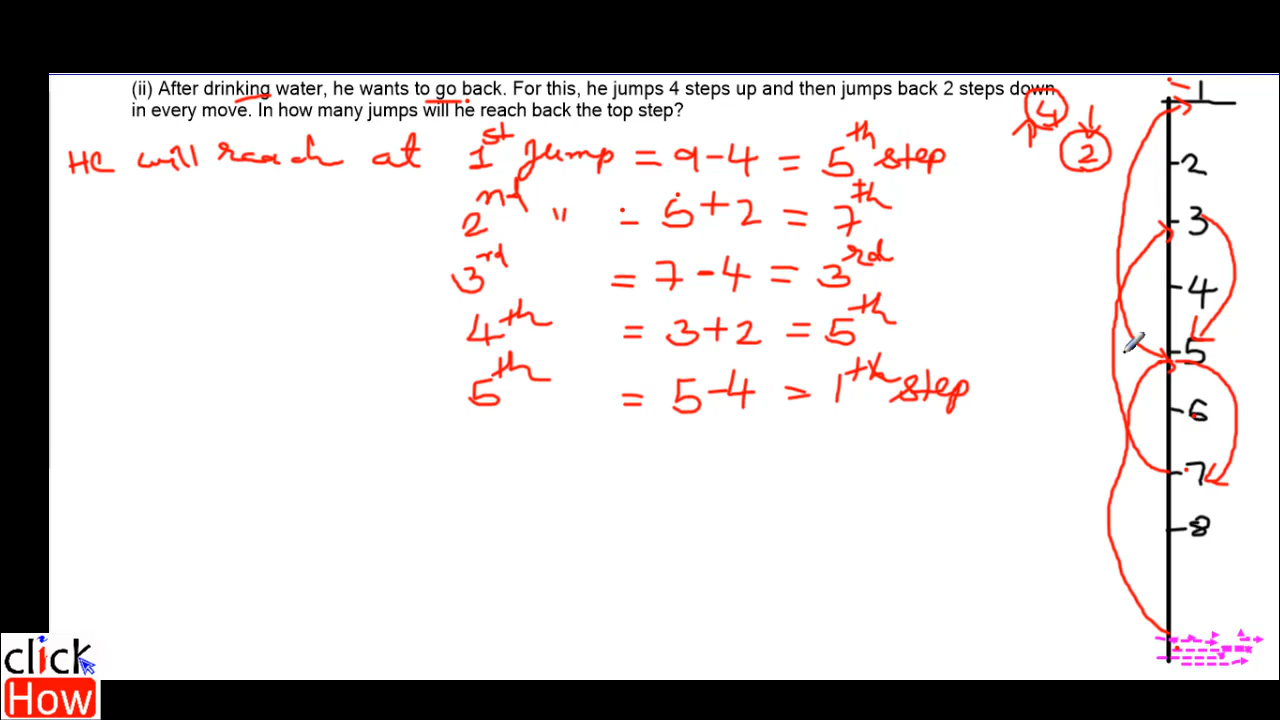 (ii) After drinking water, he wants to go back. For this, he jumps 4 steps up and then jumps back 2 steps down
in every move. In how many jumps will he reach back the top step?
He will reach at 1st jump = 9-4 = 5th step
2nd " = 5+2 = 7th
3rd = 7-4 = 3rd
4th = 3+2 = 5th
5th = 5-4 = 1th step
4
2
1
2
3
4
5
6
7
8
click
How